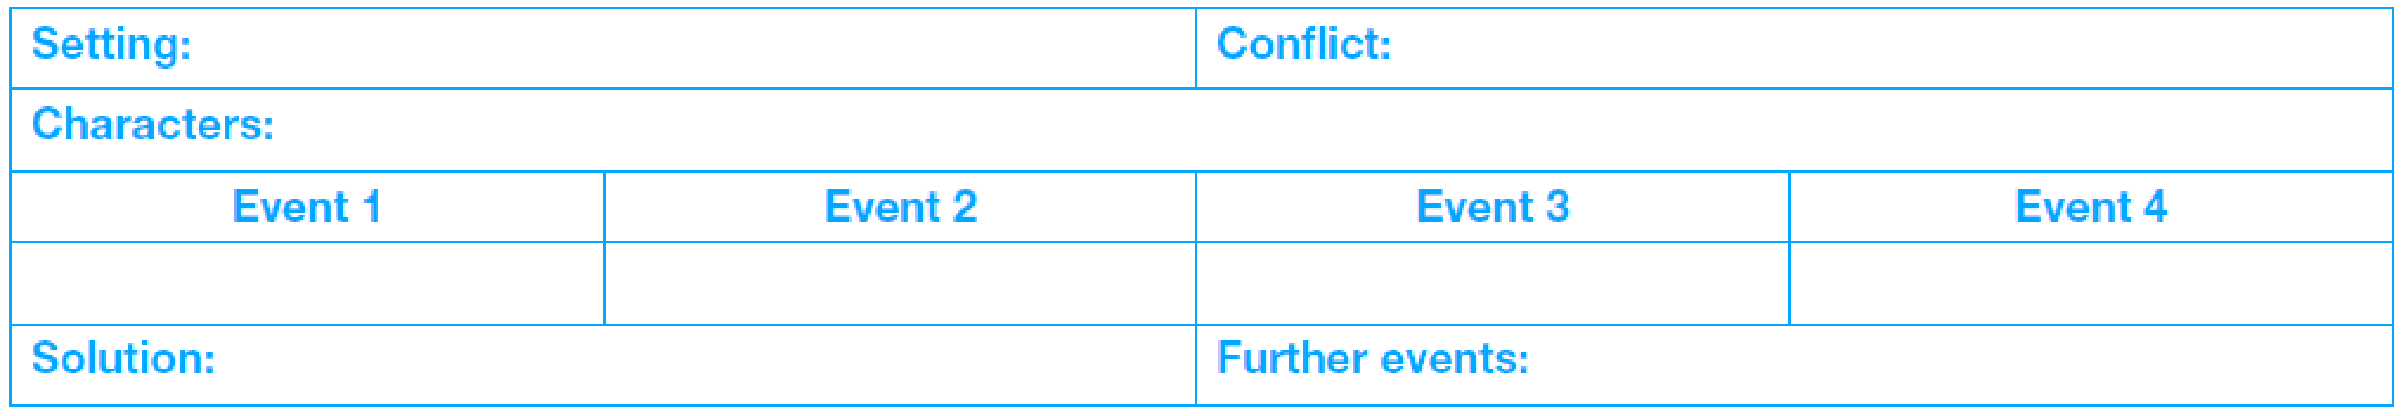 Setting:
Conflict:
Characters:
Event 1
Event 2
Event 3
Event 4
Solution:
Further events: